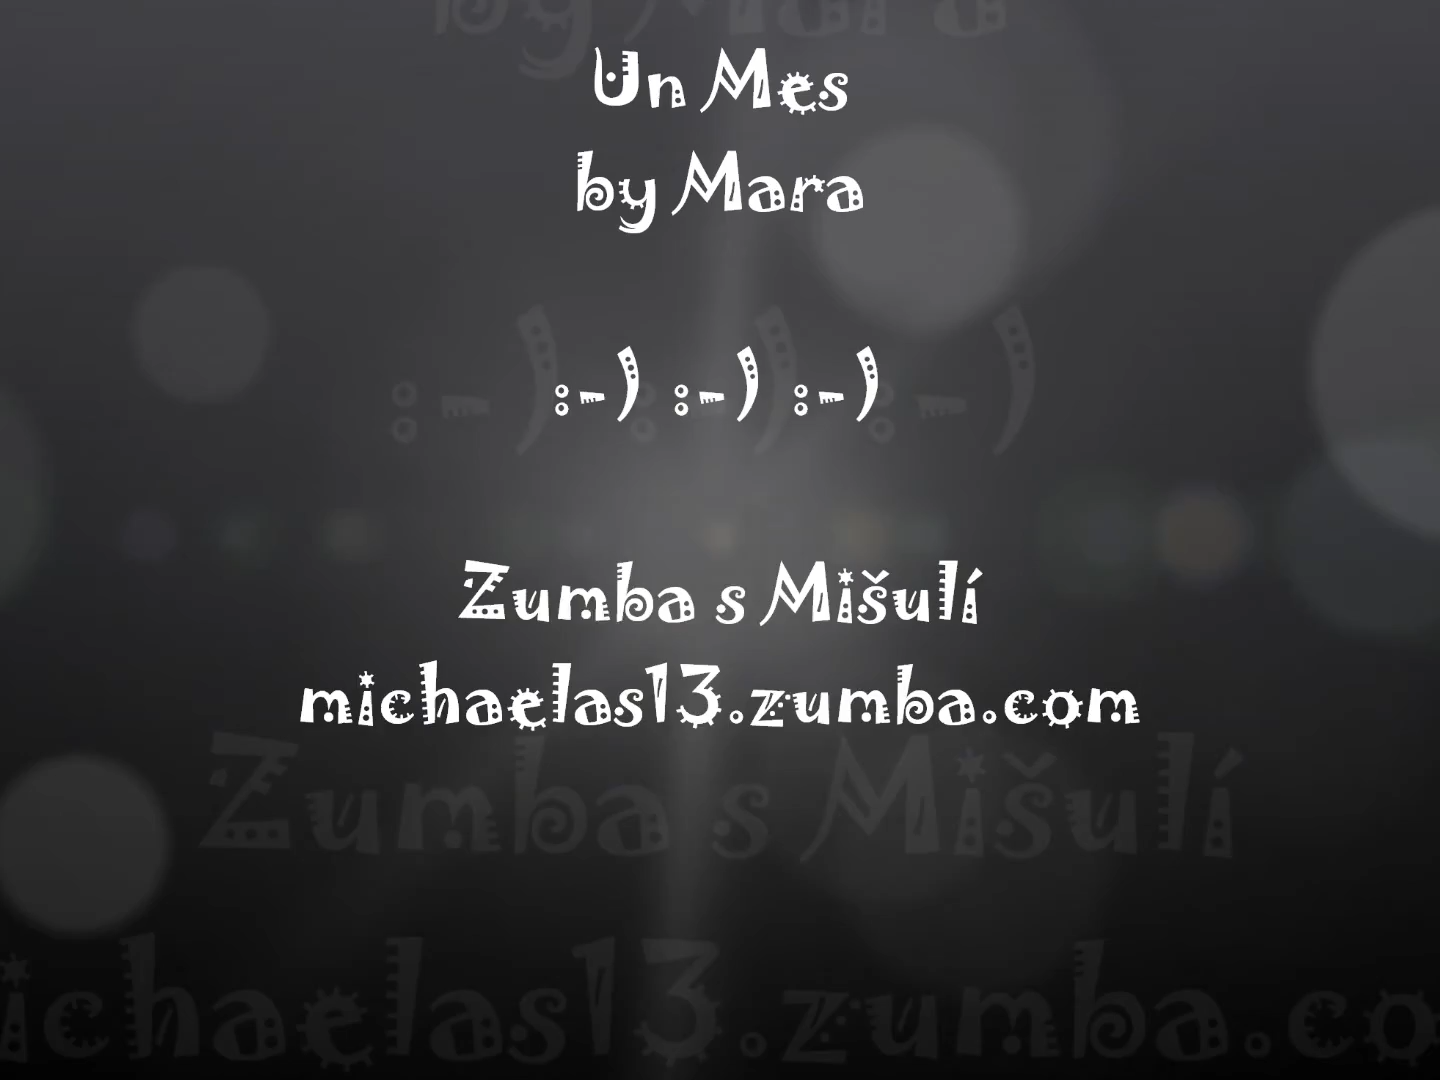 Un Mes
by Mara
:-) :-) :-)
Zumba s Mišulí
michaelas13.zumba.com